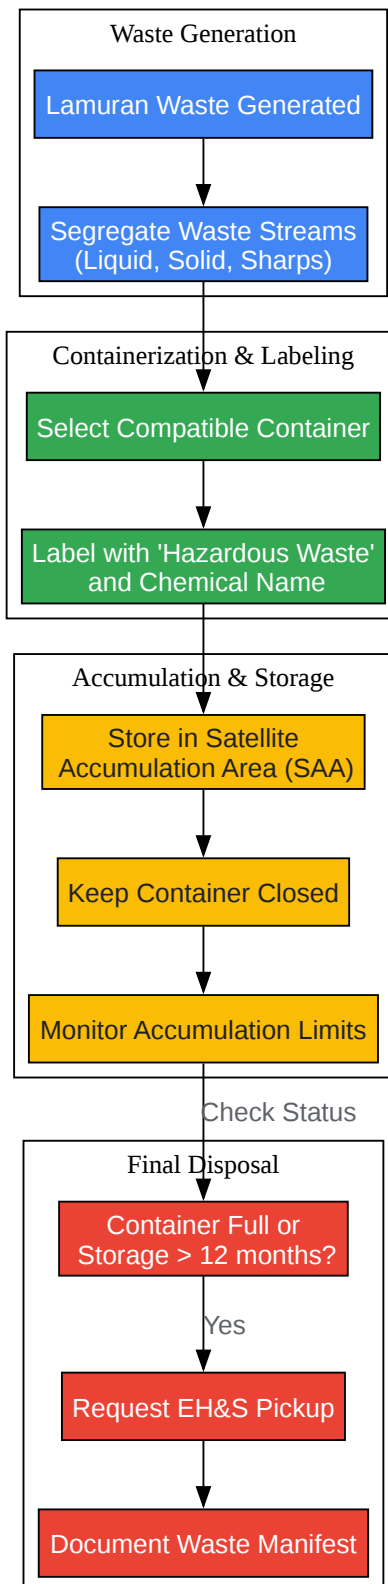 Waste Generation
Lamuran Waste Generated
Segregate Waste Streams
(Liquid, Solid, Sharps)
Containerization & Labeling
Select Compatible Container
Label with 'Hazardous Waste'
and Chemical Name
Accumulation & Storage
Store in Satellite
Accumulation Area (SAA)
Keep Container Closed
Monitor Accumulation Limits
Check Status
Final Disposal
Container Full or
Storage > 12 months?
Yes
Request EH&S Pickup
Document Waste Manifest